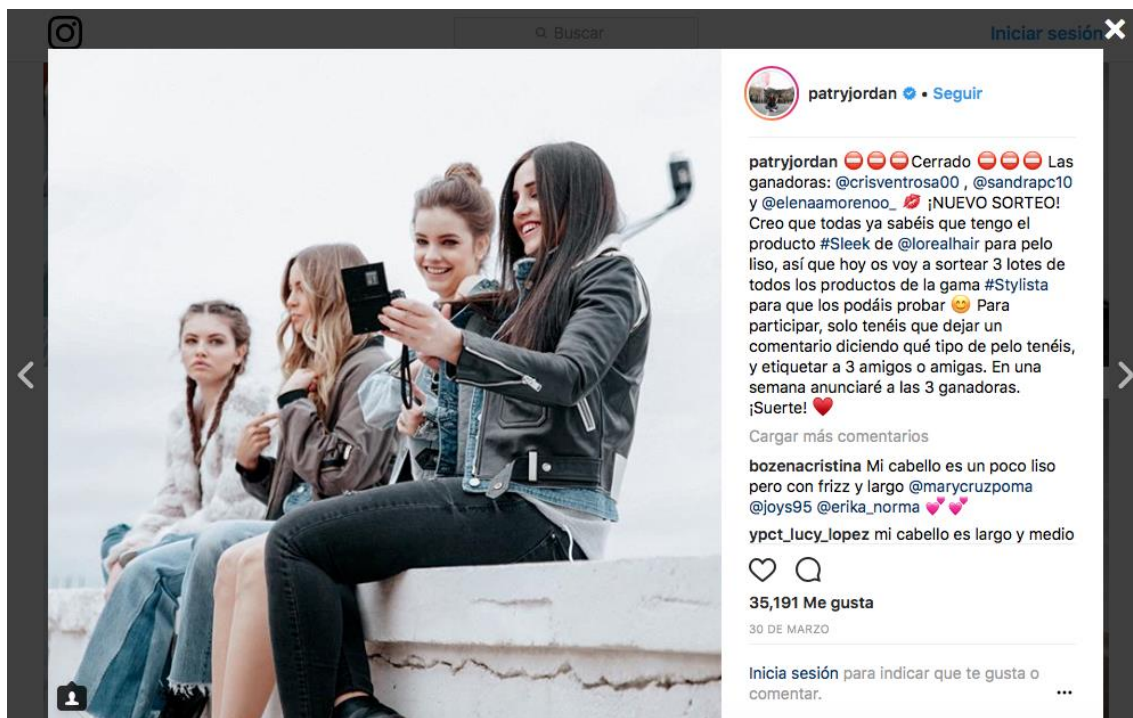 Buscar
Iniciar sesión
patryjordan • Seguir
patryjordan ⛔⛔⛔Cerrado ⛔⛔⛔ Las
ganadoras: @crisventrosa00 , @sandrapc10
y @elenaamorenoo_ 💋 ¡NUEVO SORTEO!
Creo que todas ya sabéis que tengo el
producto #Sleek de @lorealhair para pelo
liso, así que hoy os voy a sortear 3 lotes de
todos los productos de la gama #Stylista
para que los podáis probar 😊 Para
participar, solo tenéis que dejar un
comentario diciendo qué tipo de pelo tenéis,
y etiquetar a 3 amigos o amigas. En una
semana anunciaré a las 3 ganadoras.
¡Suerte! ♥️
Cargar más comentarios
bozenacristina Mi cabello es un poco liso
pero con frizz y largo @marycruzpoma
@joys95 @erika_norma 💕 💕
ypct_lucy_lopez mi cabello es largo y medio
35,191 Me gusta
30 DE MARZO
Inicia sesión para indicar que te gusta o
comentar.